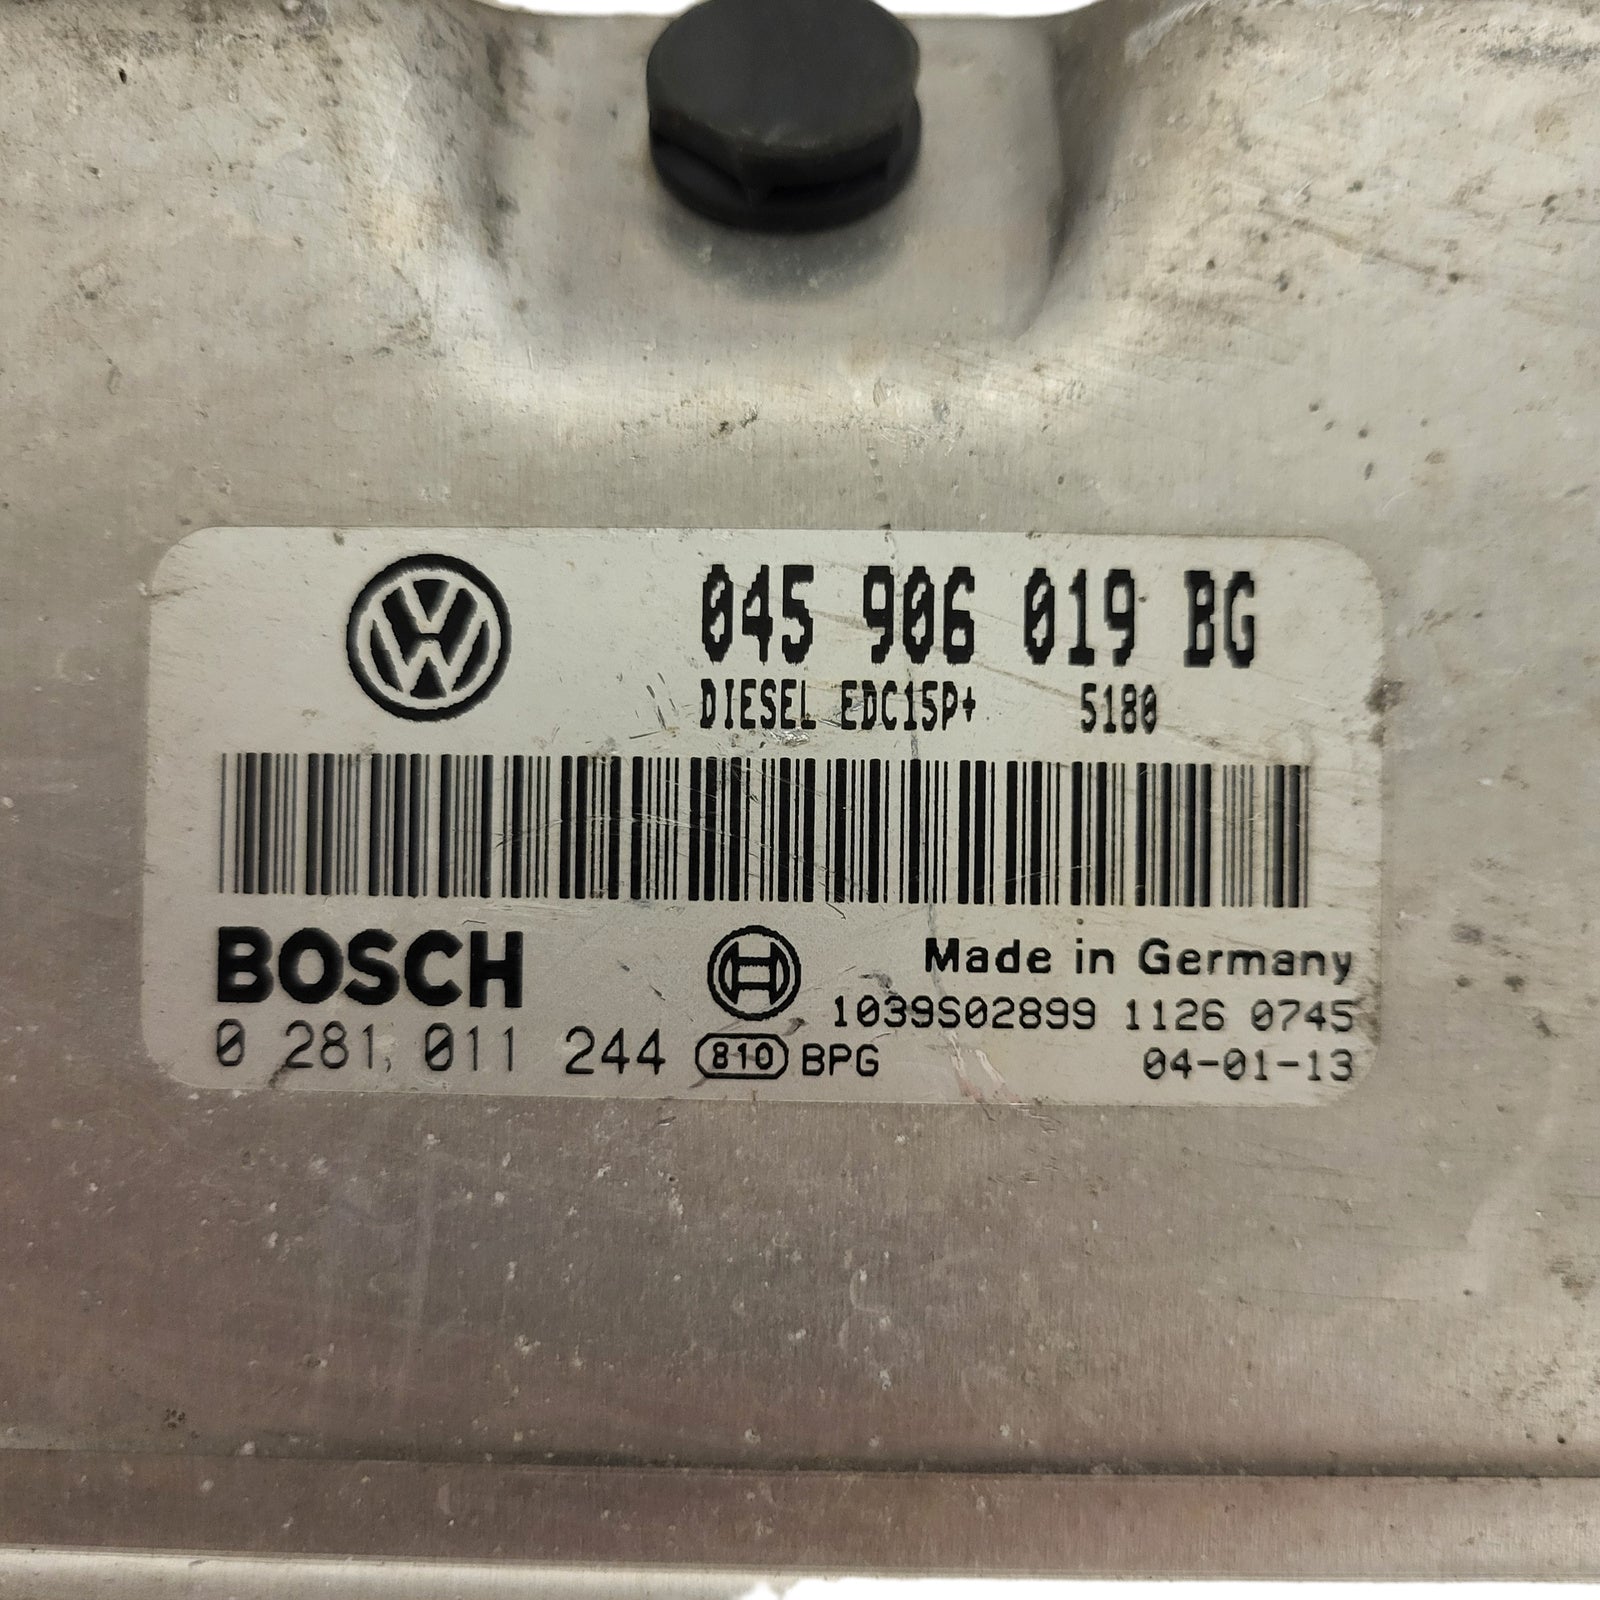 045 906 019 BG
DIESEL EDC15P+ 5180
BOSCH
Made in Germany
1039S02899 1126 0745
0 281 011 244 810 BPG 04-01-13